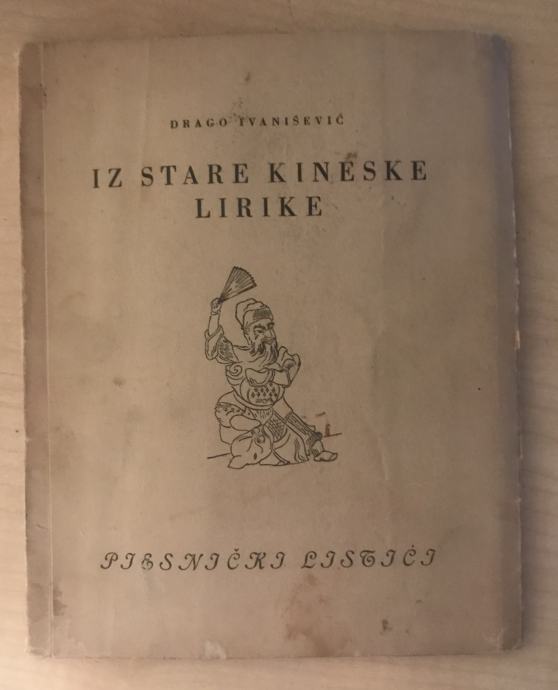 DRAGO IVANIŠEVIĆ
IZ STARE KINESKE
LIRIKE
PJESNIČKI LISTIĆI